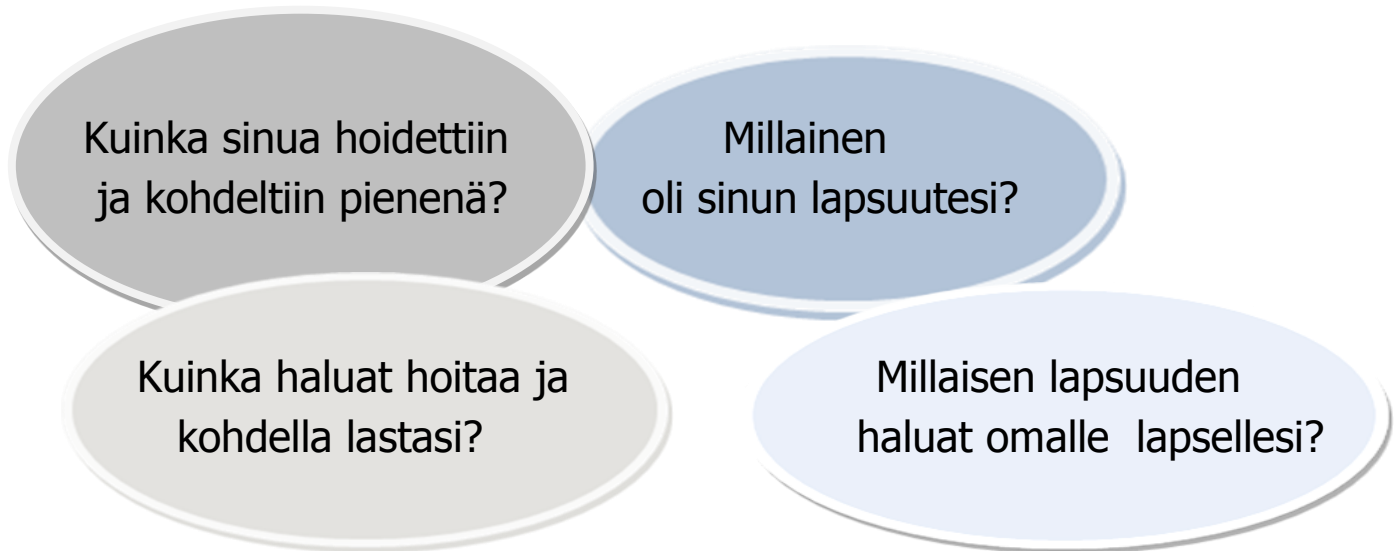 Kuinka sinua hoidettiin
ja kohdeltiin pienenä?
Millainen
oli sinun lapsuutesi?
Kuinka haluat hoitaa ja
kohdella lastasi?
Millaisen lapsuuden
haluat omalle lapsellesi?